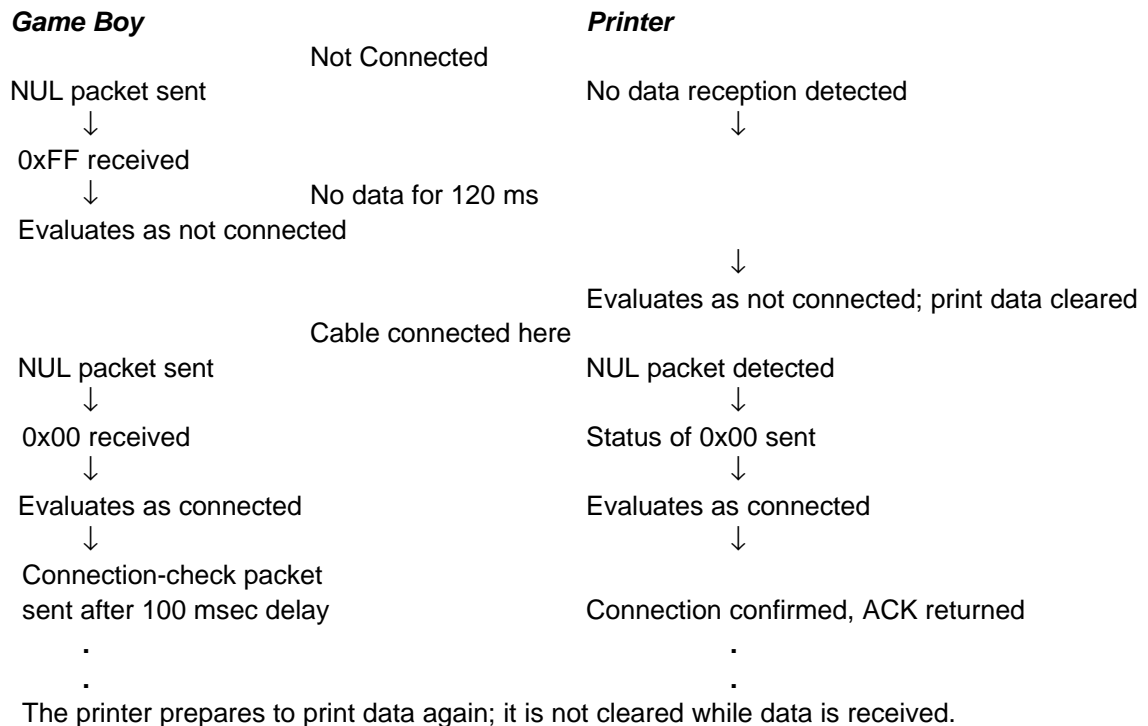 Game Boy Printer
Not Connected
NUL packet sent No data reception detected
↓ ↓
0xFF received
↓ No data for 120 ms
Evaluates as not connected
↓
Evaluates as not connected; print data cleared
Cable connected here
NUL packet sent NUL packet detected
↓ ↓
0x00 received Status of 0x00 sent
↓ ↓
Evaluates as connected Evaluates as connected
↓ ↓
Connection-check packet
sent after 100 msec delay Connection confirmed, ACK returned
. .
. .
The printer prepares to print data again; it is not cleared while data is received.